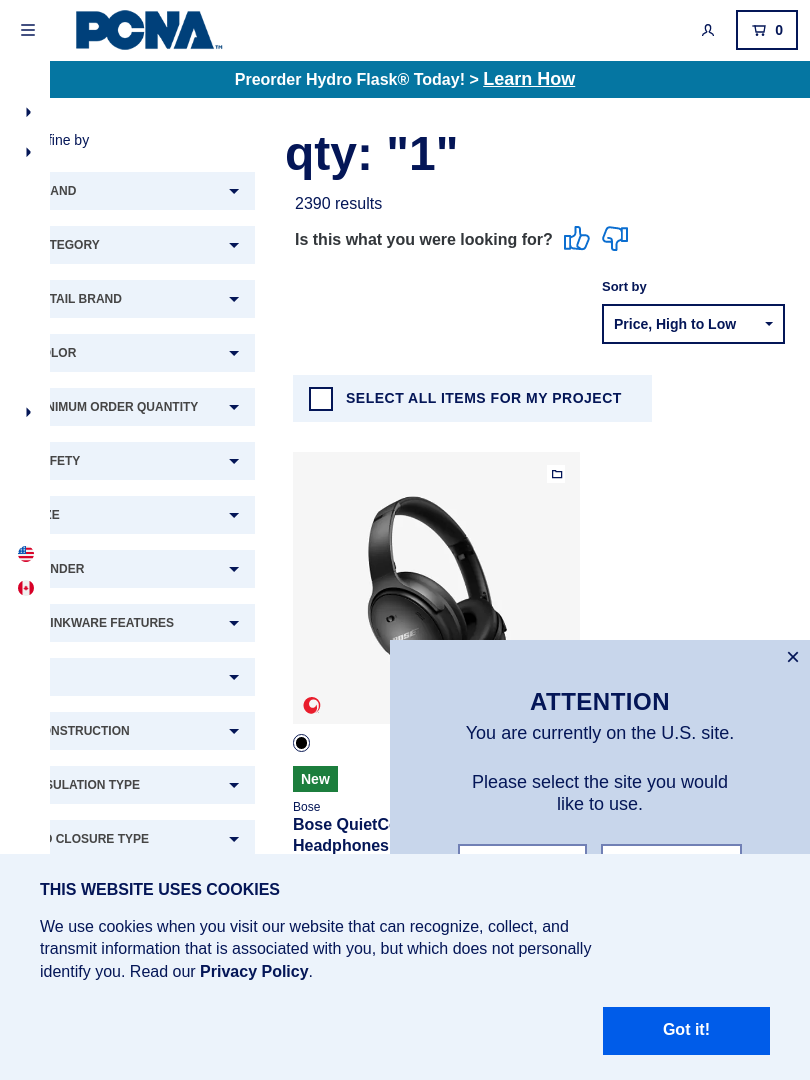 PCNA
0
Preorder Hydro Flask® Today! > Learn How
fine by
qty: "1"
2390 results
Is this what you were looking for?
Sort by
Price, High to Low
AND
TEGORY
TAIL BRAND
OLOR
NIMUM ORDER QUANTITY
FETY
ZE
NDER
INKWARE FEATURES
ONSTRUCTION
SULATION TYPE
D CLOSURE TYPE
SELECT ALL ITEMS FOR MY PROJECT
BOSE
New
Bose
Bose QuietC
Headphones
×
ATTENTION
You are currently on the U.S. site.
Please select the site you would
like to use.
THIS WEBSITE USES COOKIES
We use cookies when you visit our website that can recognize, collect, and
transmit information that is associated with you, but which does not personally
identify you. Read our Privacy Policy.
Got it!